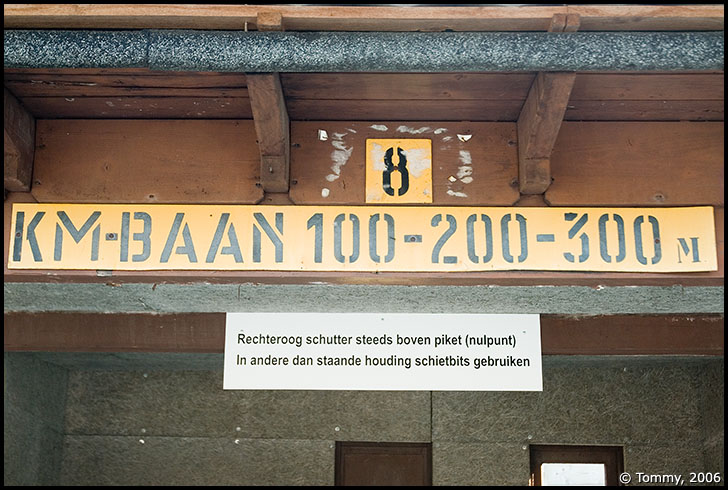 8
KM-BAAN 100-200-300 M
Rechteroog schutter steeds boven piket (nulpunt)
In andere dan staande houding schietbits gebruiken
© Tommy, 2006